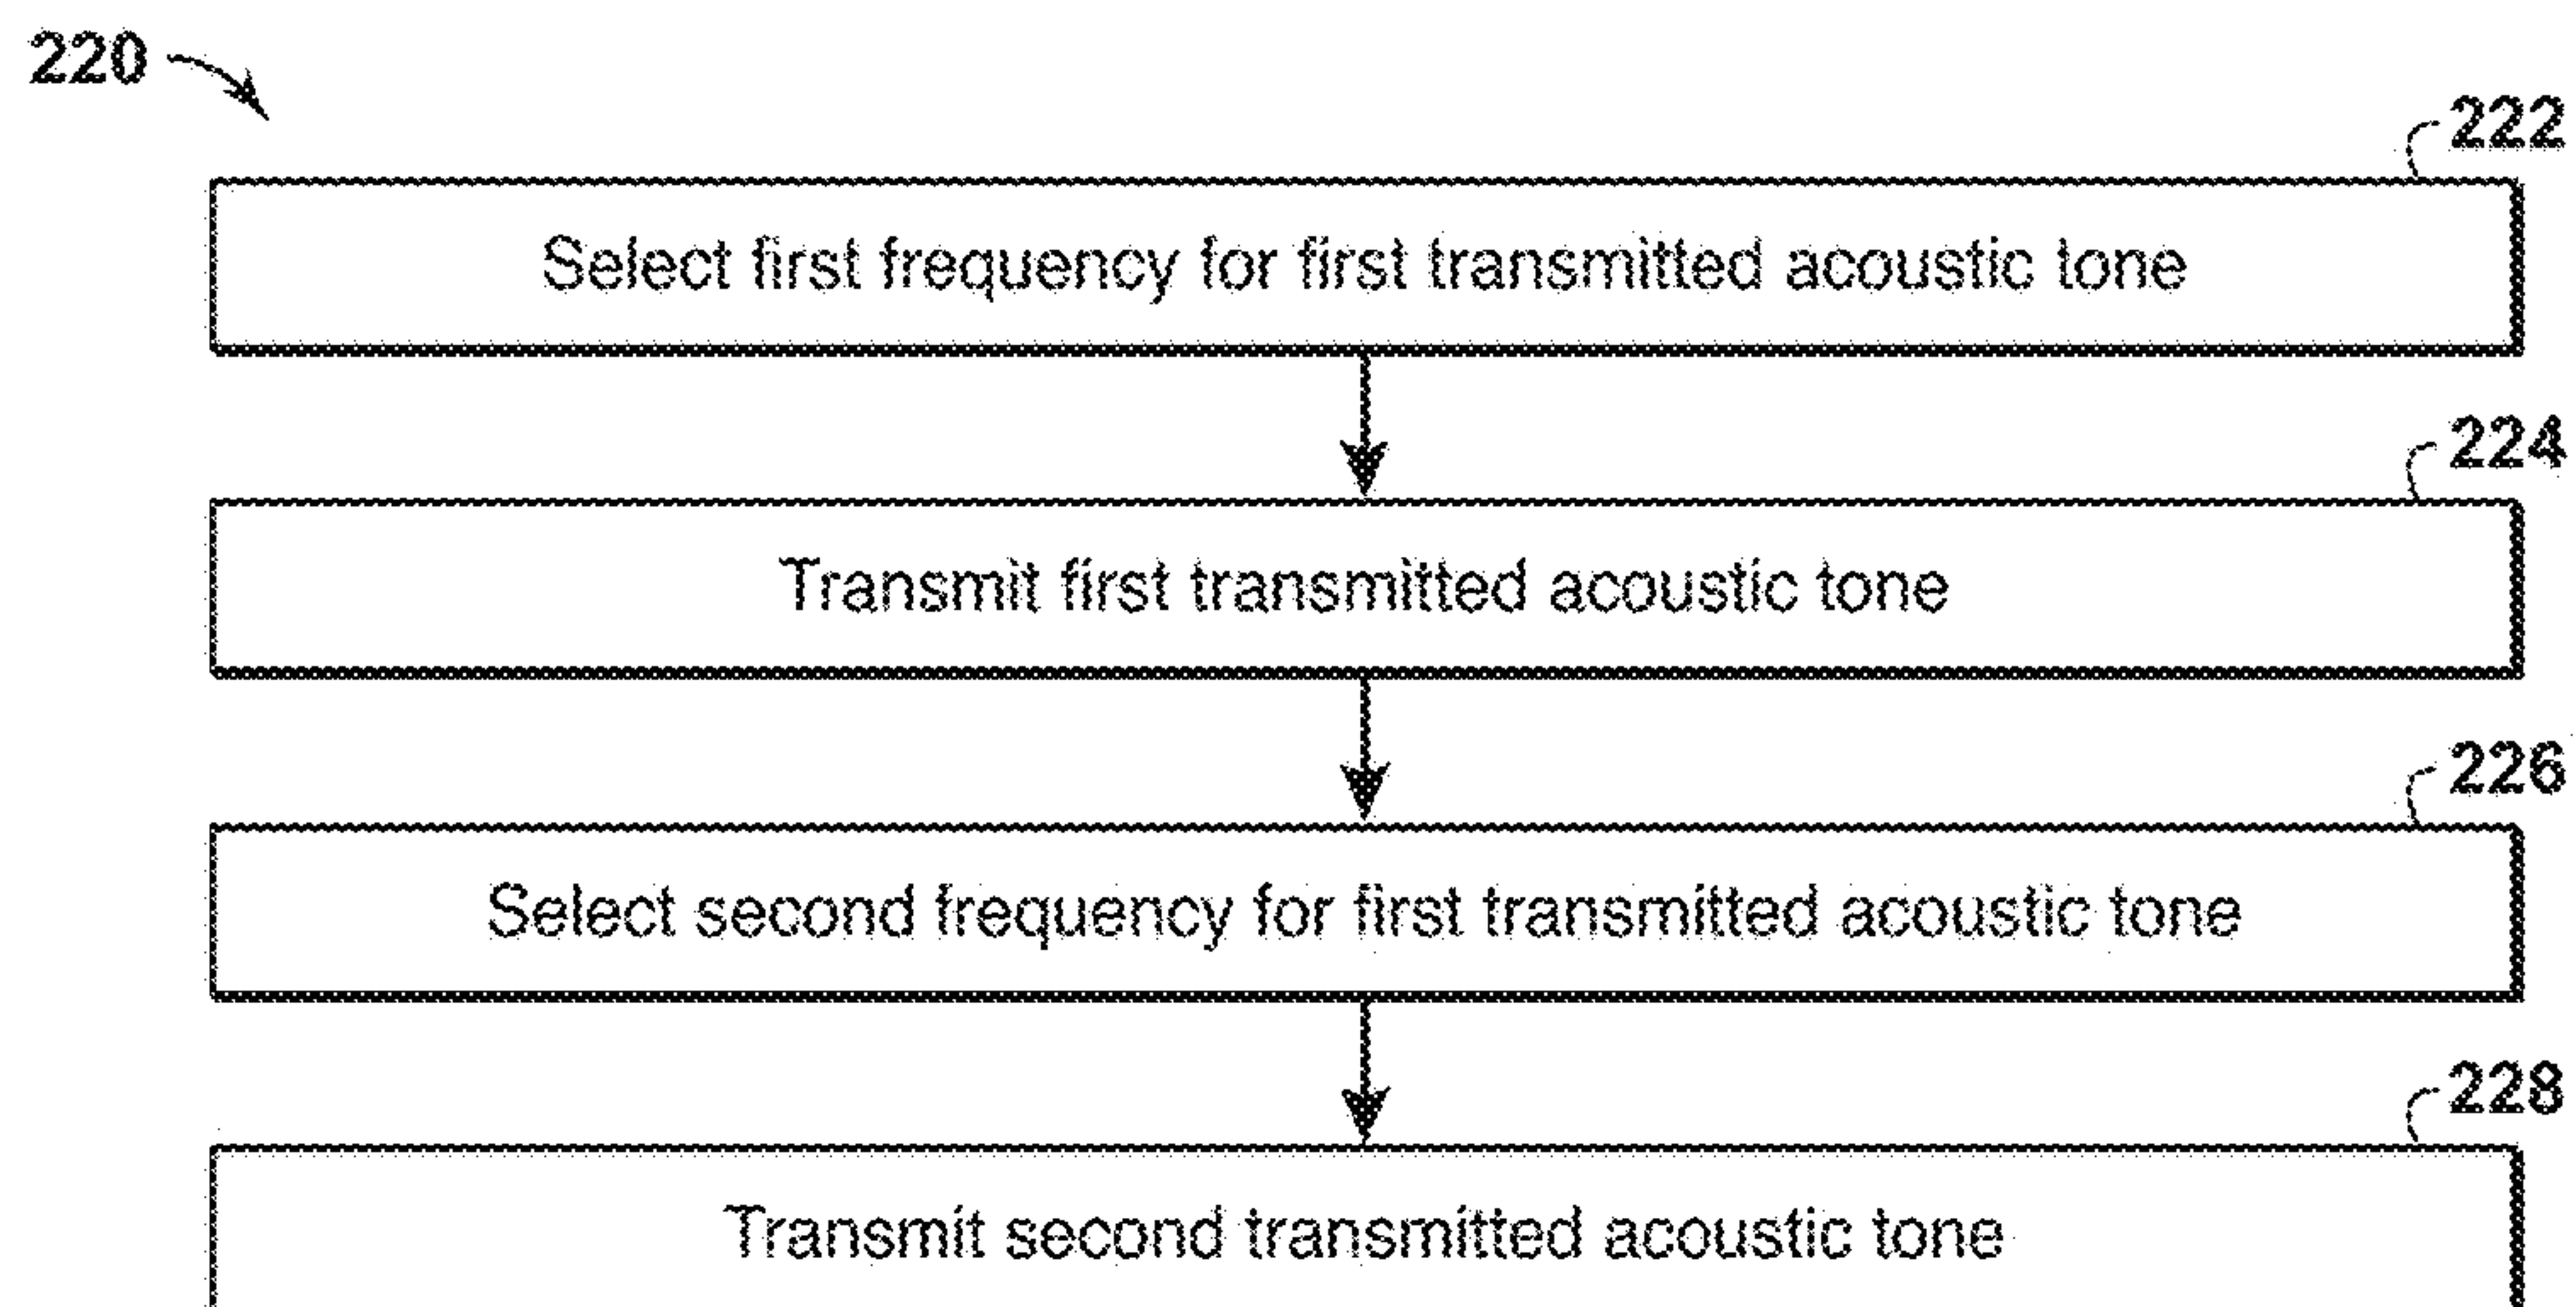 220
222
Select first frequency for first transmitted acoustic tone
224
Transmit first transmitted acoustic tone
226
Select second frequency for first transmitted acoustic tone
228
Transmit second transmitted acoustic tone